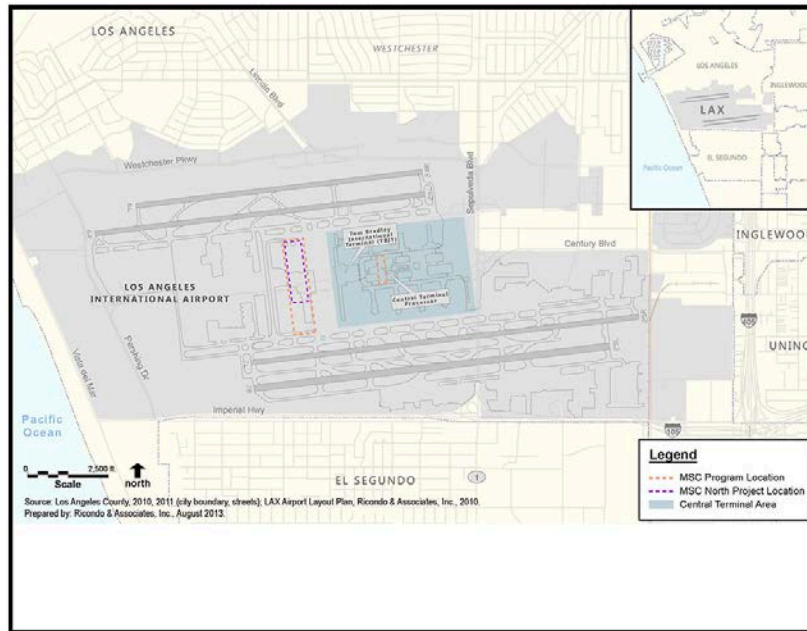 LOS ANGELES
WESTCHESTER
Lincoln Blvd
Westchester Pkwy
Sepulveda Blvd
Tom Bradley
International
Terminal (TBIT)
Century Blvd
Central Terminal
Processor
LOS ANGELES
INTERNATIONAL AIRPORT
Pershing Dr
Vista del Mar
Imperial Hwy
Pacific
Ocean
EL SEGUNDO
1
105
405
INGLEWOOD
UNINC
0 2,500 ft.
Scale
north
LOS ANGELES
INGLEWOOD
LAX
EL SEGUNDO
Pacific Ocean
Legend
MSC Program Location
MSC North Project Location
Central Terminal Area
Source: Los Angeles County, 2010, 2011 (city boundary, streets); LAX Airport Layout Plan, Ricondo & Associates, Inc., 2010.
Prepared by: Ricondo & Associates, Inc., August 2013.